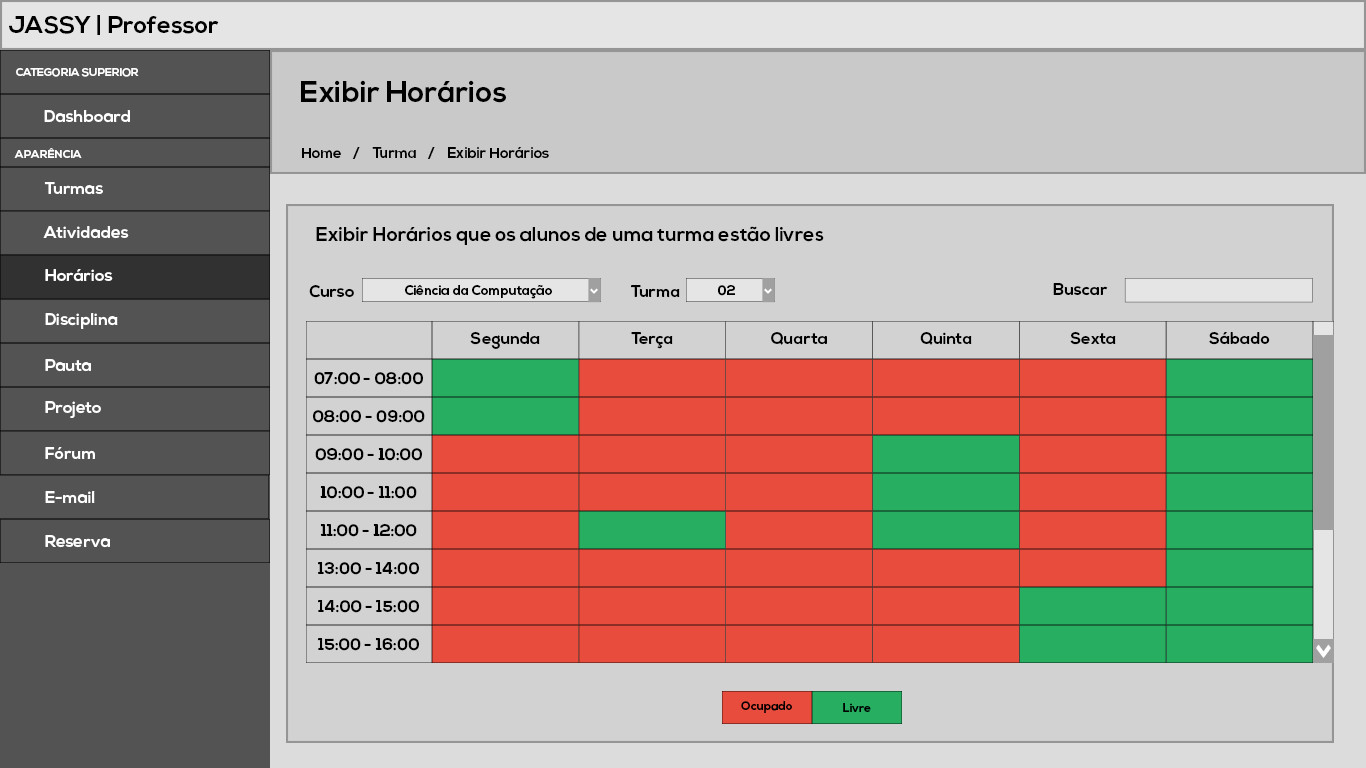 JASSY | Professor
CATEGORIA SUPERIOR
Dashboard
APARÊNCIA
Turmas
Atividades
Horários
Disciplina
Pauta
Projeto
Fórum
E-mail
Reserva
Exibir Horários
Home / Turma / Exibir Horários
Exibir Horários que os alunos de uma turma estão livres
Curso Ciência da Computação Turma 02 Buscar
Segunda Terça Quarta Quinta Sexta Sábado
07:00 - 08:00
08:00 - 09:00
09:00 - 10:00
10:00 - 11:00
11:00 - 12:00
13:00 - 14:00
14:00 - 15:00
15:00 - 16:00
Ocupado Livre